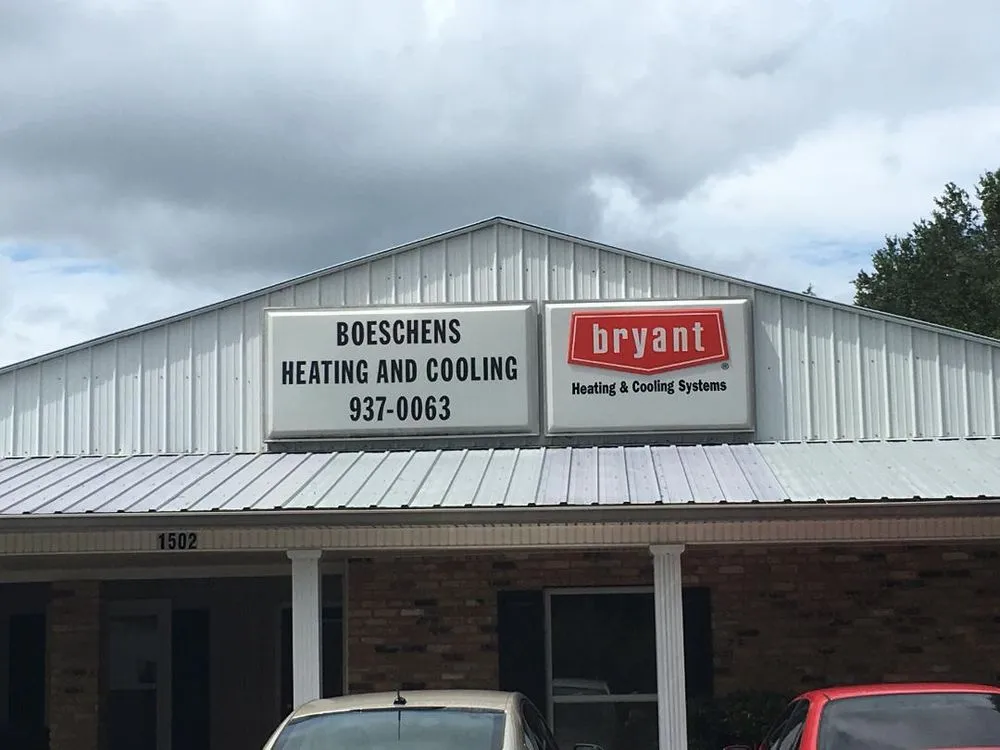 BOESCHENS
HEATING AND COOLING
937-0063
bryant
®
Heating & Cooling Systems
1502